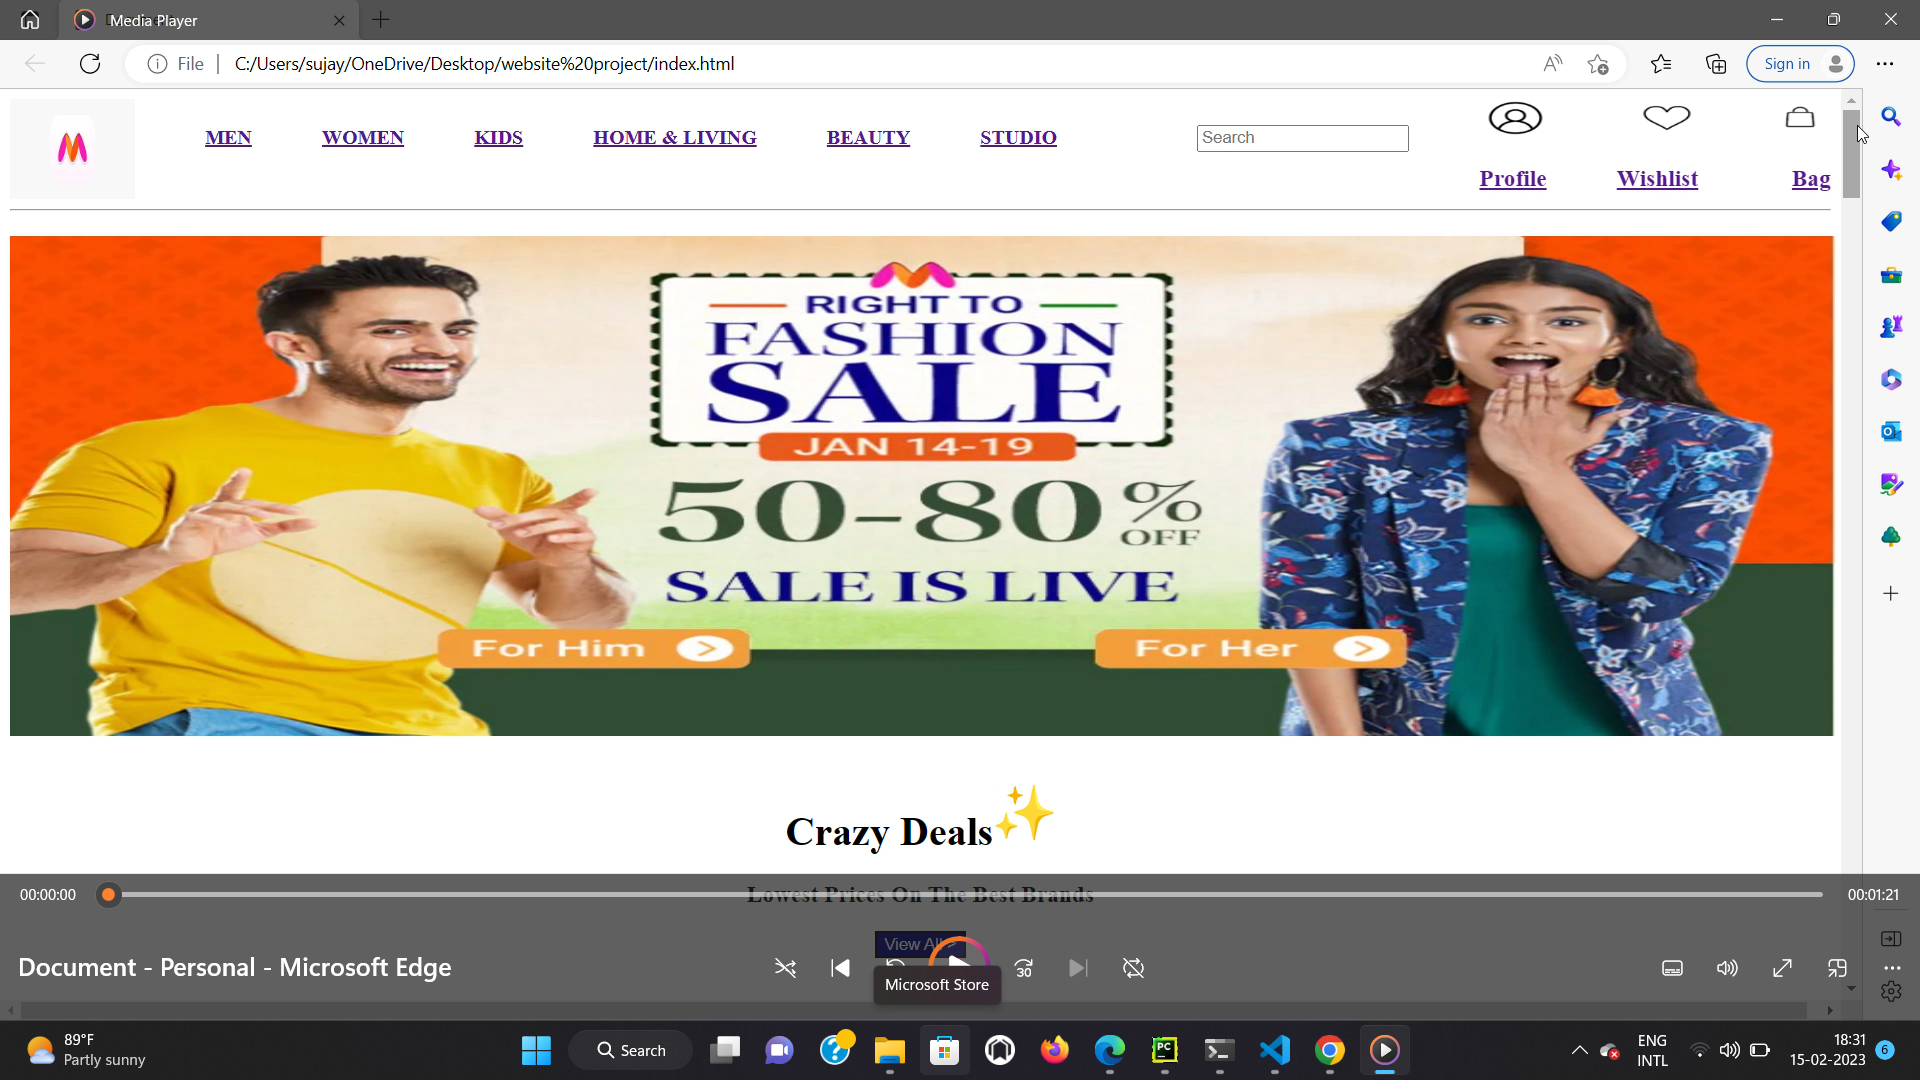 Media Player
File
C:/Users/sujay/OneDrive/Desktop/website%20project/index.html
Sign in
MEN WOMEN KIDS HOME & LIVING BEAUTY STUDIO
Search
Profile Wishlist Bag
RIGHT TO
FASHION
SALE
JAN 14-19
50-80% OFF
SALE IS LIVE
For Him
For Her
Crazy Deals
00:00:00
Lowest Prices On The Best Brands
00:01:21
View All >
Document - Personal - Microsoft Edge
30
Microsoft Store
89°F
Partly sunny
Search
PC
ENG
INTL
18:31
15-02-2023
6